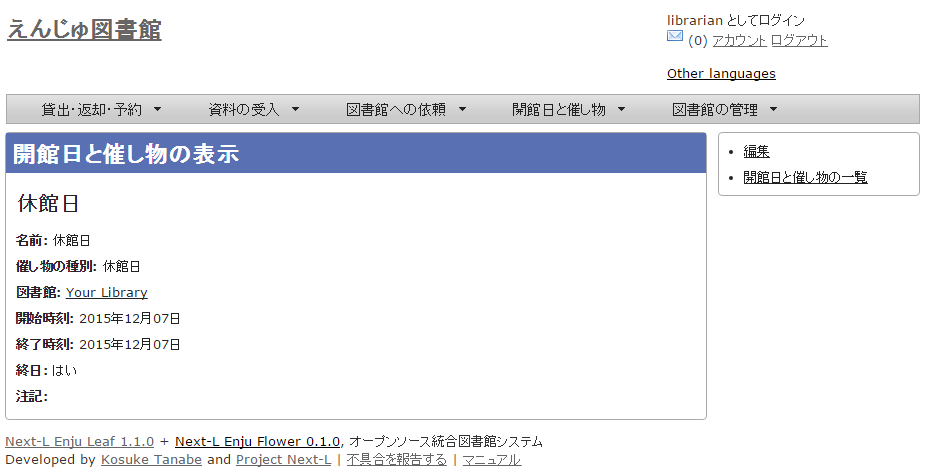 えんじゅ図書館
librarian としてログイン
(0) アカウント ログアウト
Other languages
貸出・返却・予約 資料の受入 図書館への依頼 開館日と催し物 図書館の管理
開館日と催し物の表示
休館日
名前: 休館日
催し物の種別: 休館日
図書館: Your Library
開始時刻: 2015年12月07日
終了時刻: 2015年12月07日
終日: はい
注記:
編集
開館日と催し物の一覧
Next-L Enju Leaf 1.1.0 + Next-L Enju Flower 0.1.0, オープンソース統合図書館システム
Developed by Kosuke Tanabe and Project Next-L | 不具合を報告する | マニュアル